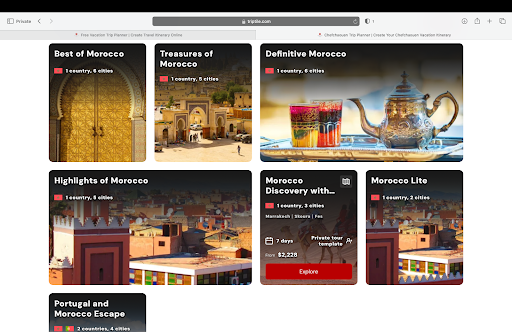 Private
triptile.com
Free Vacation Trip Planner | Create Travel Itinerary Online
Chefchaouen Trip Planner | Create Your Chefchaouen Vacation Itinerary
Best of Morocco
1 country, 6 cities
Treasures of
Morocco
1 country, 5 cities
Definitive Morocco
1 country, 6 cities
Highlights of Morocco
1 country, 5 cities
Morocco
Discovery with...
1 country, 3 cities
Marrakech | Skoura | Fes
7 days
Private tour
template
From $2,228
Explore
Morocco Lite
1 country, 2 cities
Portugal and
Morocco Escape
2 countries, 4 cities